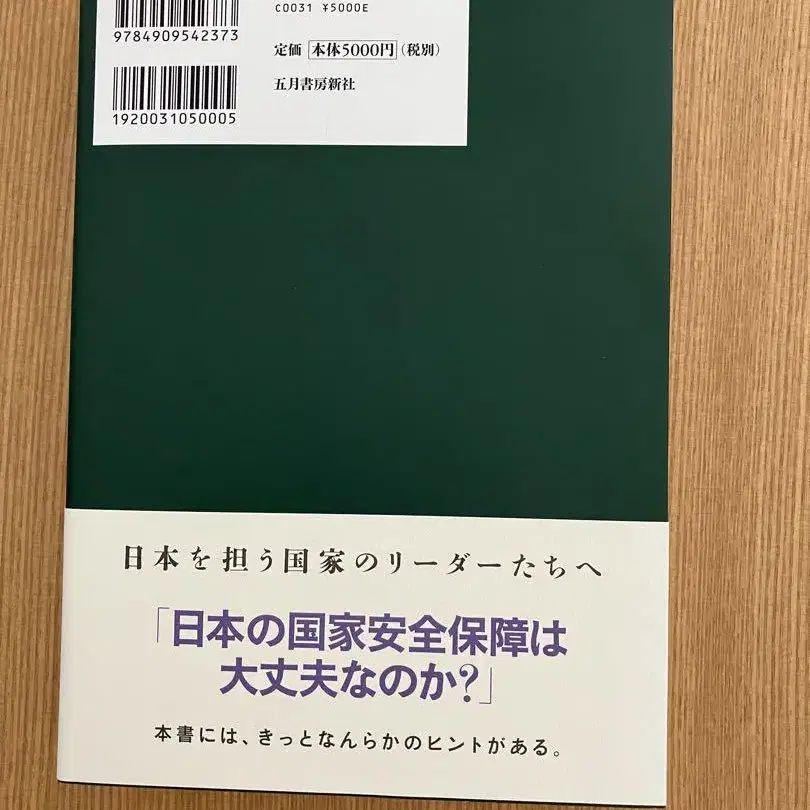 C0031 ¥5000E
9784909542373
定価 本体5000円（税別）
五月書房新社
1920031050005
日本を担う国家のリーダーたちへ
「日本の国家安全保障は
大丈夫なのか?」
本書には、きっとなんらかのヒントがある。